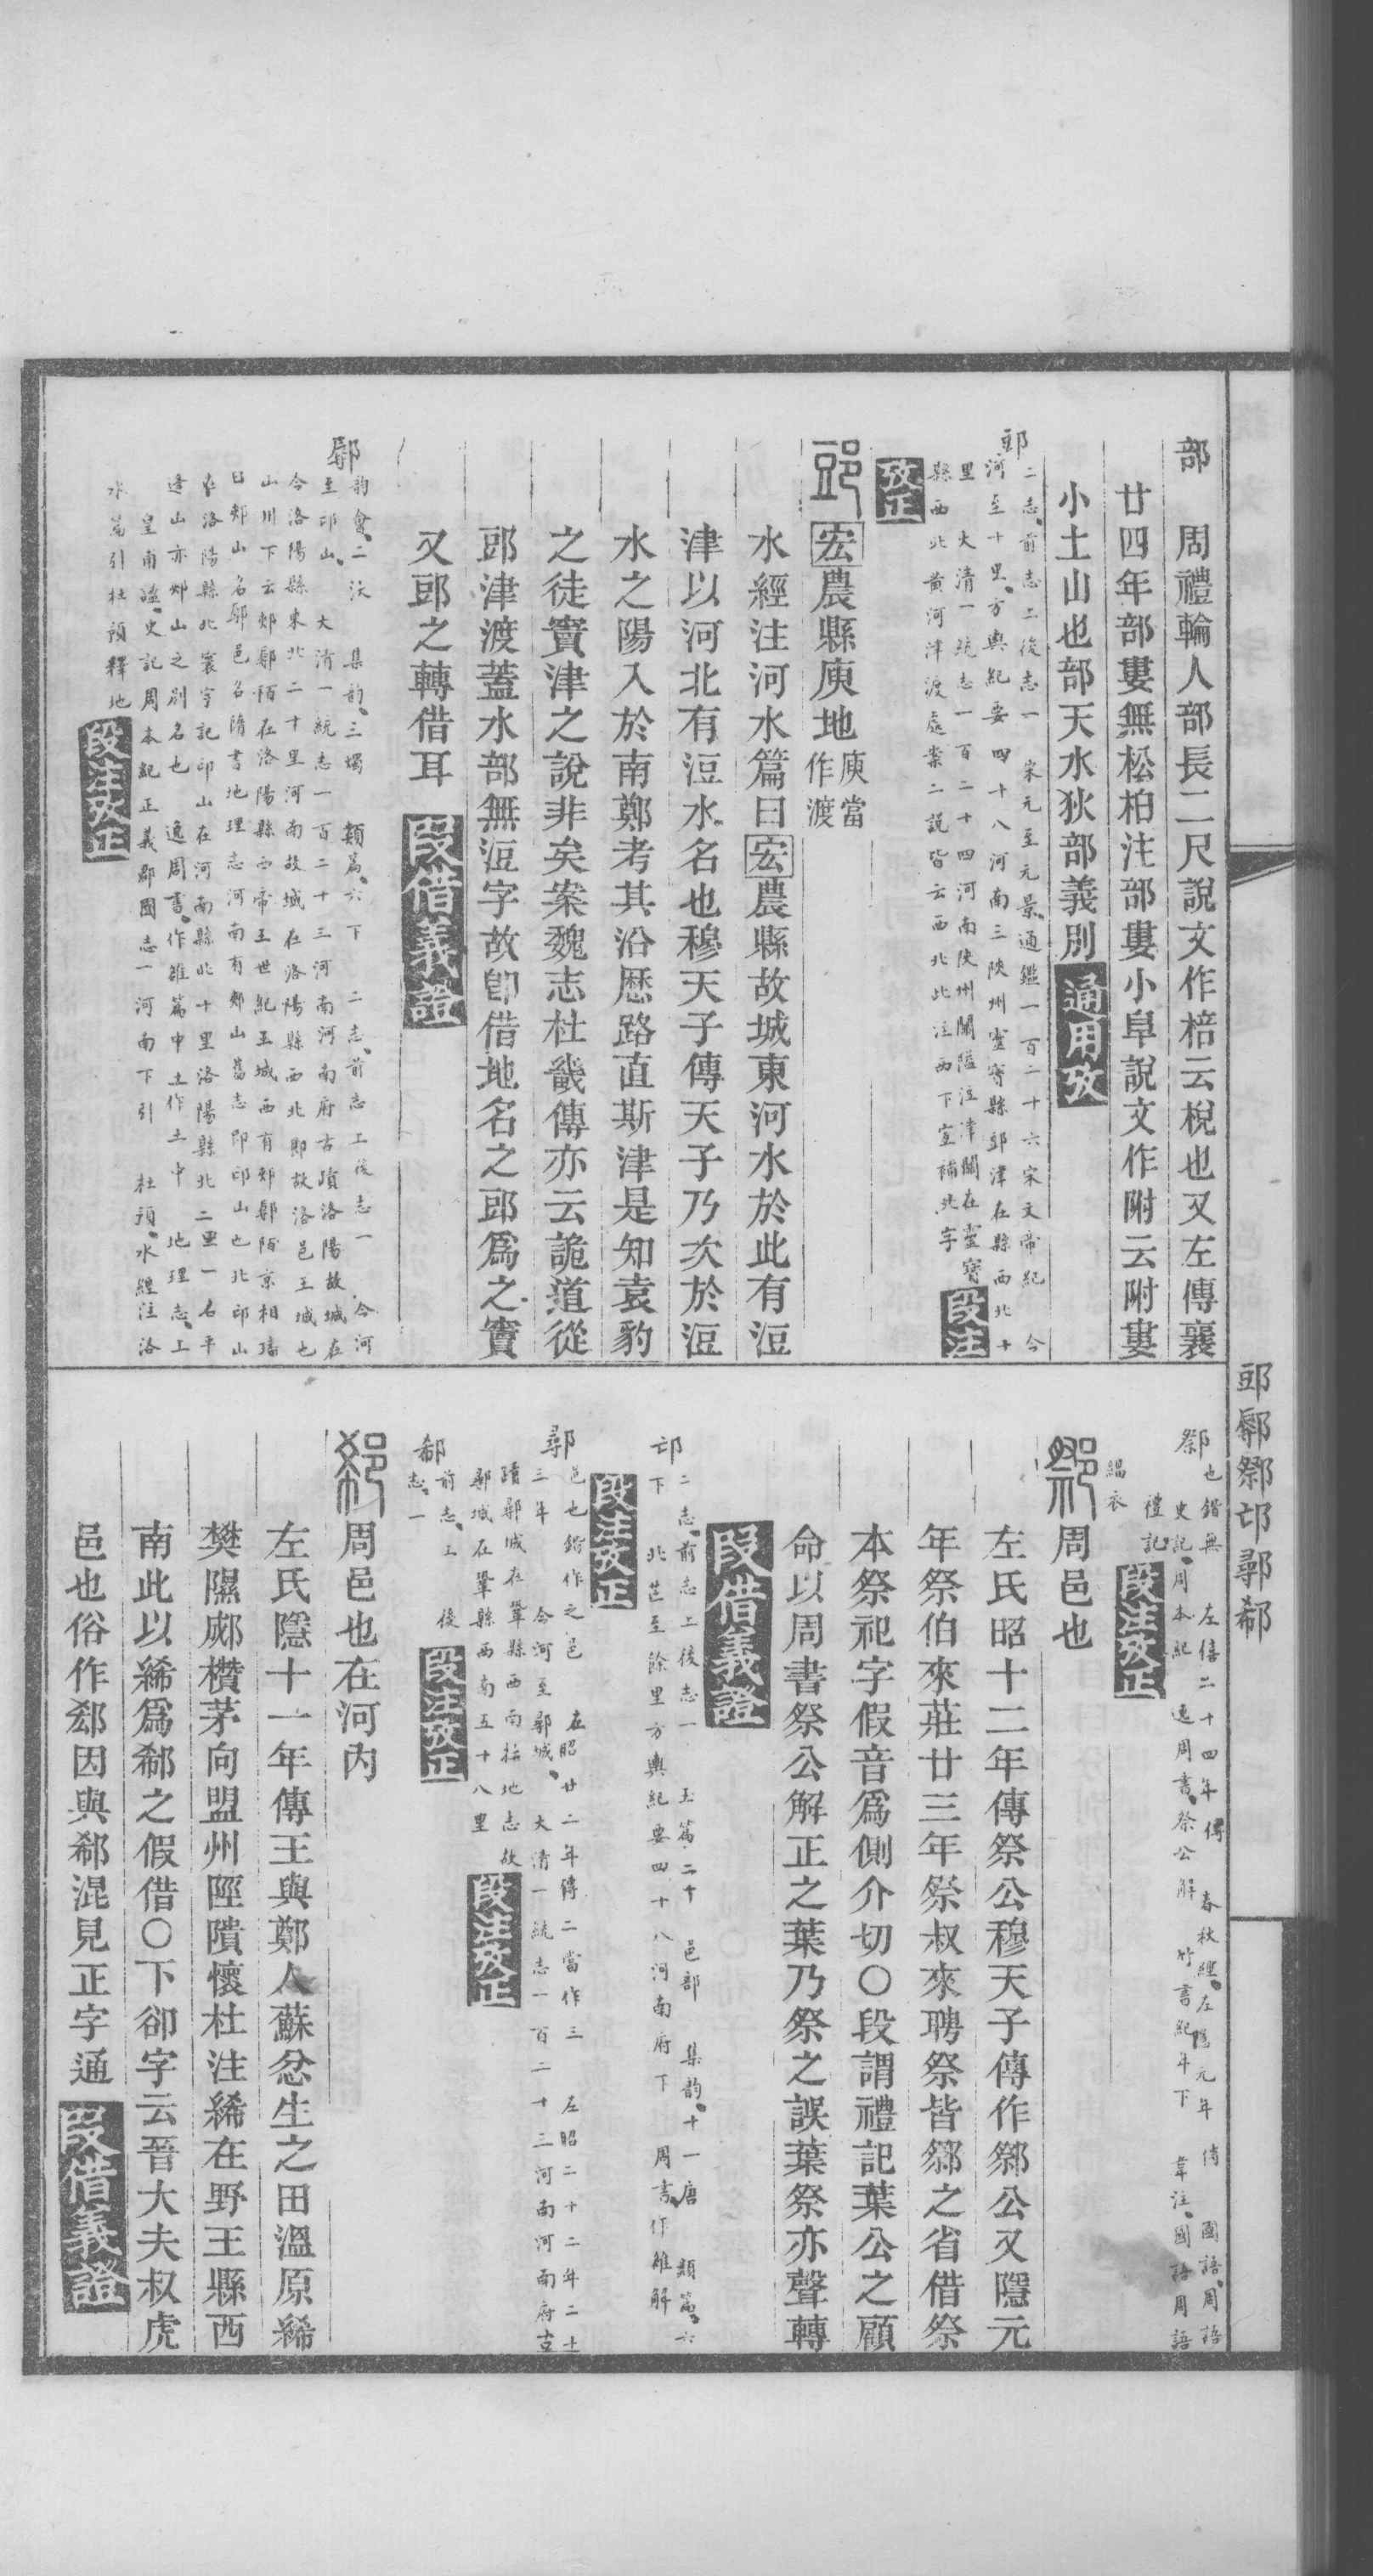 部　周禮輪人部長二尺說文作棓云梲也又左傳襄
廿四年部婁無松柏注部婁小阜說文作附云附婁
小土山也部天水狄部義別 通用攷
郖 二志、前志二後志一　宋元至元景、通鑑一百二十六宋文帝紀　今
河至十里、方輿紀要四十八河南三陝州靈寶縣郖津在縣西北十
里　大清一統志一百二十四河南陝州關隘注津關在靈寶
縣西北黃河津渡處案二說皆云西北此注西下宜補北字 段注
攷正
郖 宏農縣庾地 庾當作渡
水經注河水篇曰宏農縣故城東河水於此有浢
津以河北有浢水名也穆天子傳天子乃次於浢
水之陽入於南鄭考其沿歷路直斯津是知袁豹
之徒竇津之說非矣案魏志杜畿傳亦云詭道從
郖津渡蓋水部無浢字故卽借地名之郖爲之竇
又郖之轉借耳 段借義證
鄏 韵會、二沃　集韵、三燭　類篇、六下　二志、前志上後志一　今河
至邙山、　大清一統志一百二十三河南河南府古蹟洛陽故城在
今洛陽縣東北二十里河南故城在洛陽縣西北卽故洛邑王城也
山川下云郟鄏陌在洛陽縣西帝王世紀王城西有郟鄏陌京相璠
曰郟山名鄏邑名隋書地理志河南有郟山舊志卽邙山也北邙山
在洛陽縣北寰宇記邙山在河南縣北十里洛陽縣北二里一名平
逢山亦郟山之别名也　逸周書、作雒篇中土作土中　地理志、上
皇甫謐、史記周本紀正義郡國志一河南下引　杜預、水經注洛
水篇引杜預釋地 段注攷正
郖鄏䣝邙鄩郗
䣝 也鍇無　左僖二十四年傳　春秋經、左隱元年　倩　國語、周語
史記、周本紀　逸周書、祭公解　竹書紀年下　韋注、國語周語
禮記 緇衣 段注攷正
䣝 周邑也
左氏昭十二年傳祭公穆天子傳作䣝公又隱元
年祭伯來莊廿三年祭叔來聘祭皆䣝之省借祭
本祭祀字假音爲側介切○段謂禮記葉公之顧
命以周書祭公解正之葉乃祭之誤葉祭亦聲轉
段借義證
邙 二志、前志上後志一　玉篇二十　邑部　集韵、十一唐　類篇、六
下　北芒至餘里方輿紀要四十八河南府下　周書、作雒解
段注攷正
鄩 邑也鍇作之邑　在昭廿二年傳二當作三　左昭二十二年二十
三年　今河至鄩城、大清一統志一百二十三河南河南府古
蹟鄩城在鞏縣西南括地志故
鄩城在鞏縣西南五十八里 段注攷正
郗 前志、上　後
志、一 段注攷正
郗 周邑也在河內
左氏隱十一年傳王與鄭人蘇忿生之田溫原絺
樊隰郕欑茅向盟州陘隤懷杜注絺在野王縣西
南此以絺爲郗之假借○下卻字云晉大夫叔虎
邑也俗作郄因與郗混見正字通 段借義證